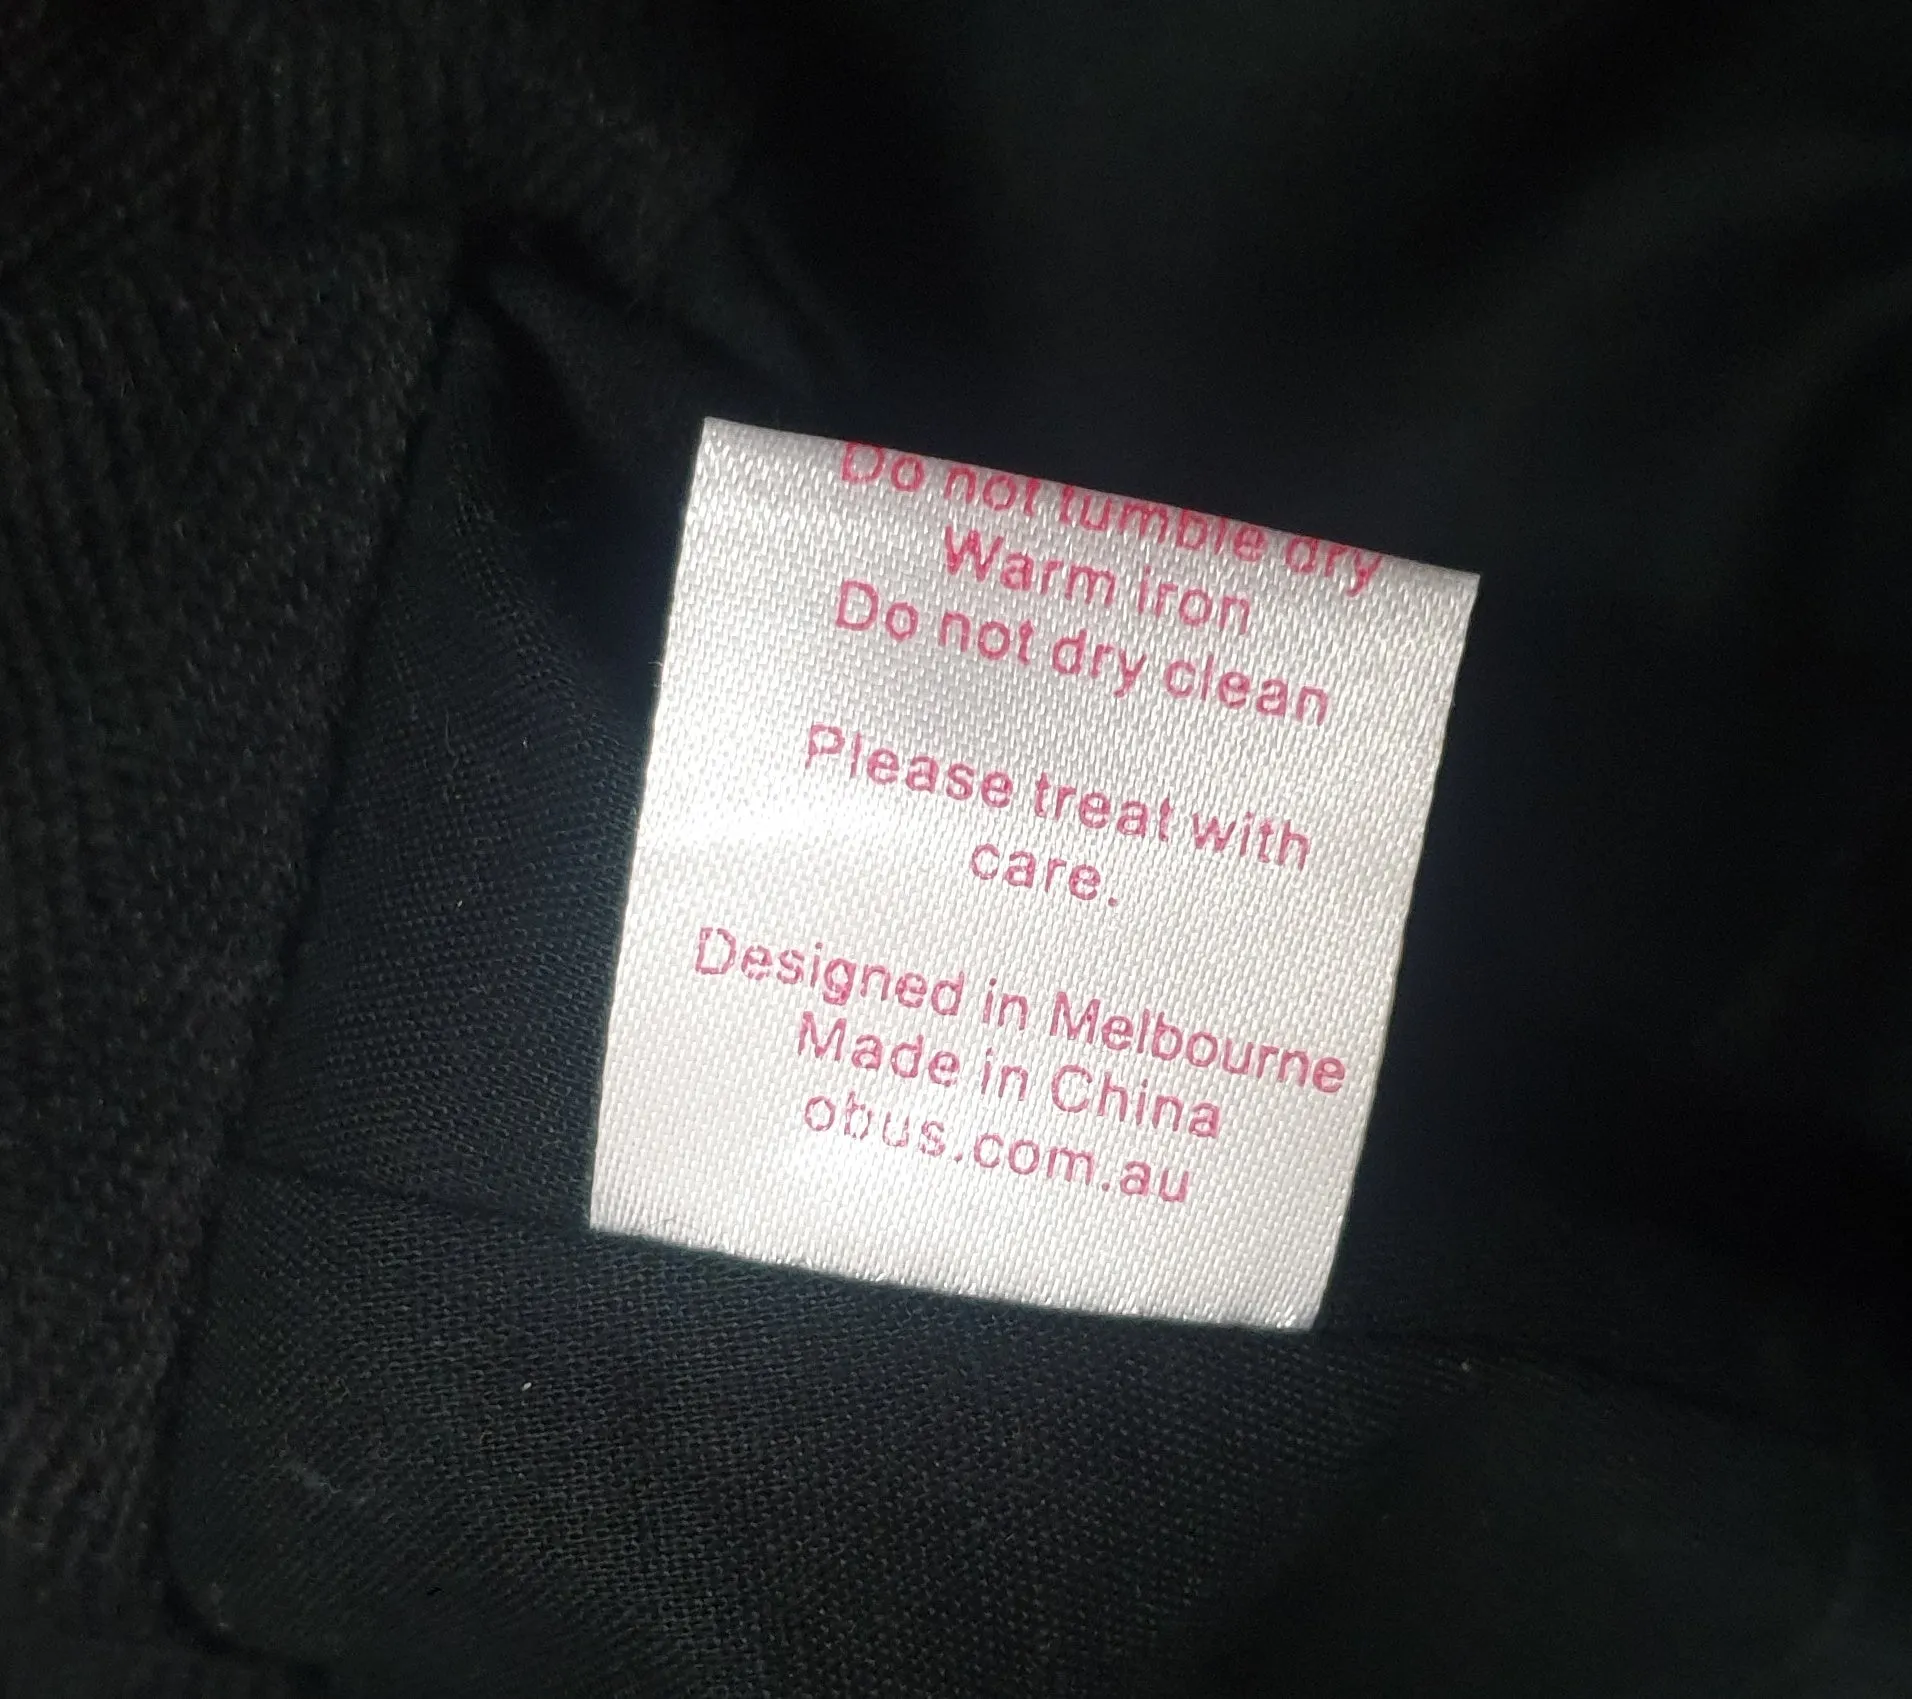 Do not tumble dry
Warm iron
Do not dry clean
Please treat with
care.
Designed in Melbourne
Made in China
obus.com.au